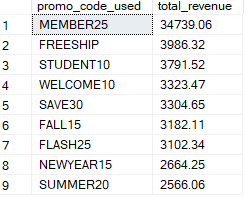 promo_code_used total_revenue
1 MEMBER25 34739.06
2 FREESHIP 3986.32
3 STUDENT10 3791.52
4 WELCOME10 3323.47
5 SAVE30 3304.65
6 FALL15 3182.11
7 FLASH25 3102.34
8 NEWYEAR15 2664.25
9 SUMMER20 2566.06